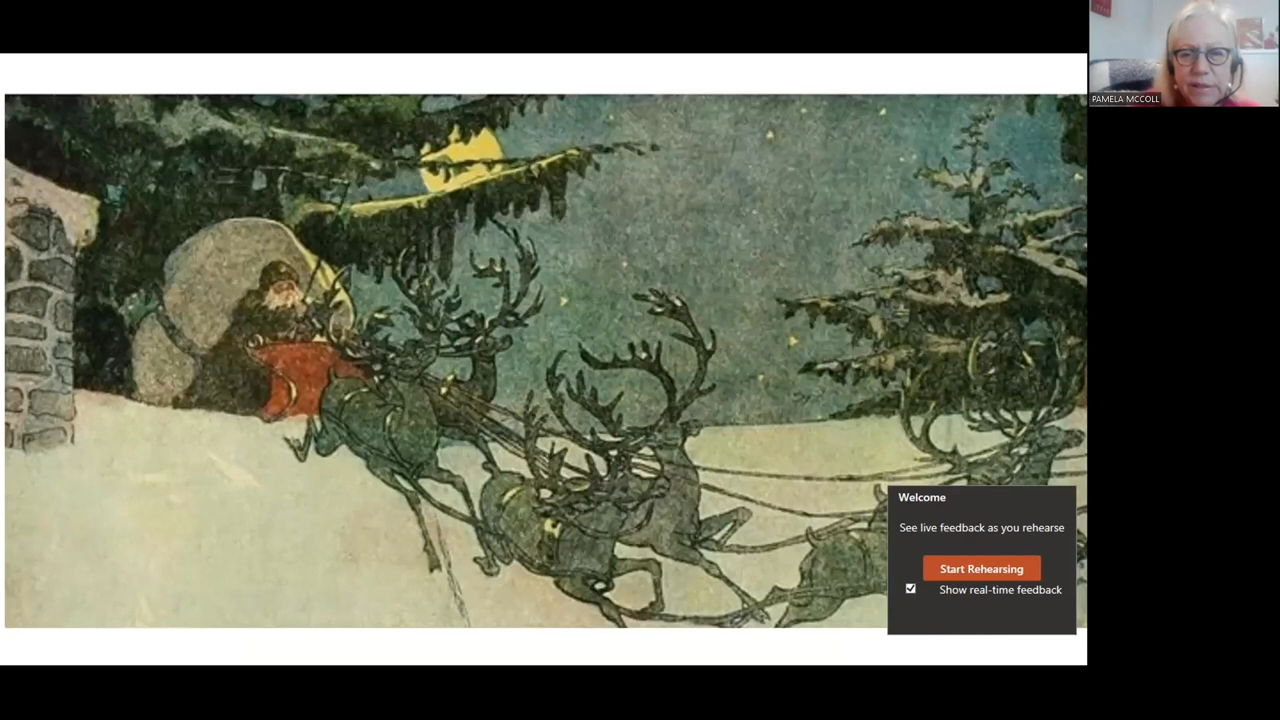 PAMELA MCCOLL
Welcome
See live feedback as you rehearse
Start Rehearsing
Show real-time feedback